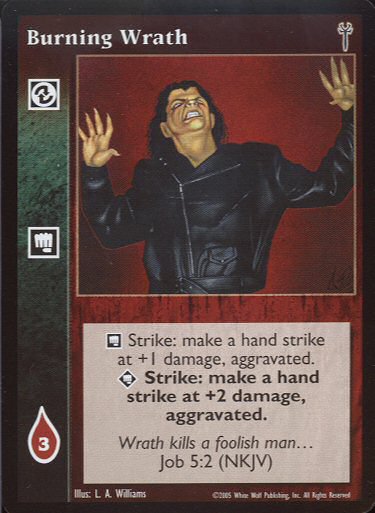 Burning Wrath
Strike: make a hand strike
at +1 damage, aggravated.
Strike: make a hand
strike at +2 damage,
aggravated.
Wrath kills a foolish man…
Job 5:2 (NKJV)
3
Illus: L. A. Williams
©2005 White Wolf Publishing, Inc. All Rights Reserved